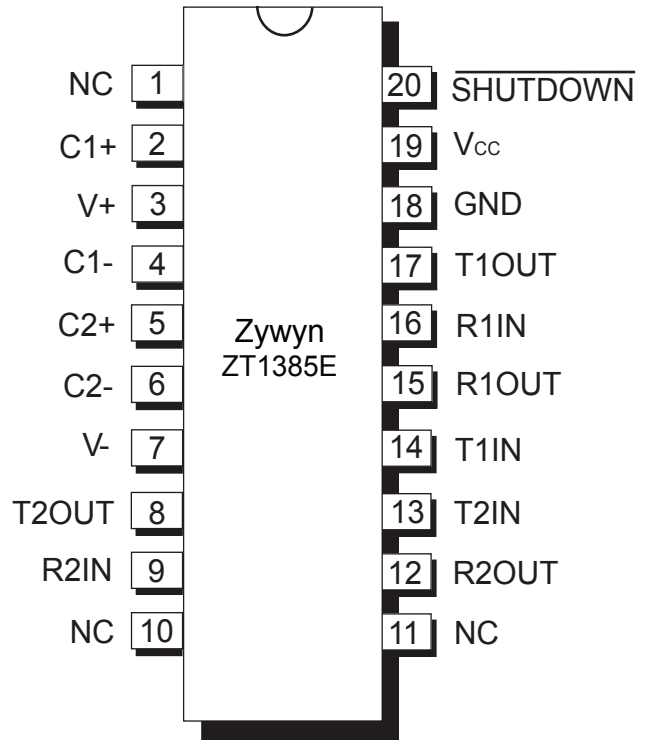 NC 1
C1+ 2
V+ 3
C1- 4
C2+ 5
C2- 6
V- 7
T2OUT 8
R2IN 9
NC 10
Zywyn
ZT1385E
20 SHUTDOWN
19 Vcc
18 GND
17 T1OUT
16 R1IN
15 R1OUT
14 T1IN
13 T2IN
12 R2OUT
11 NC